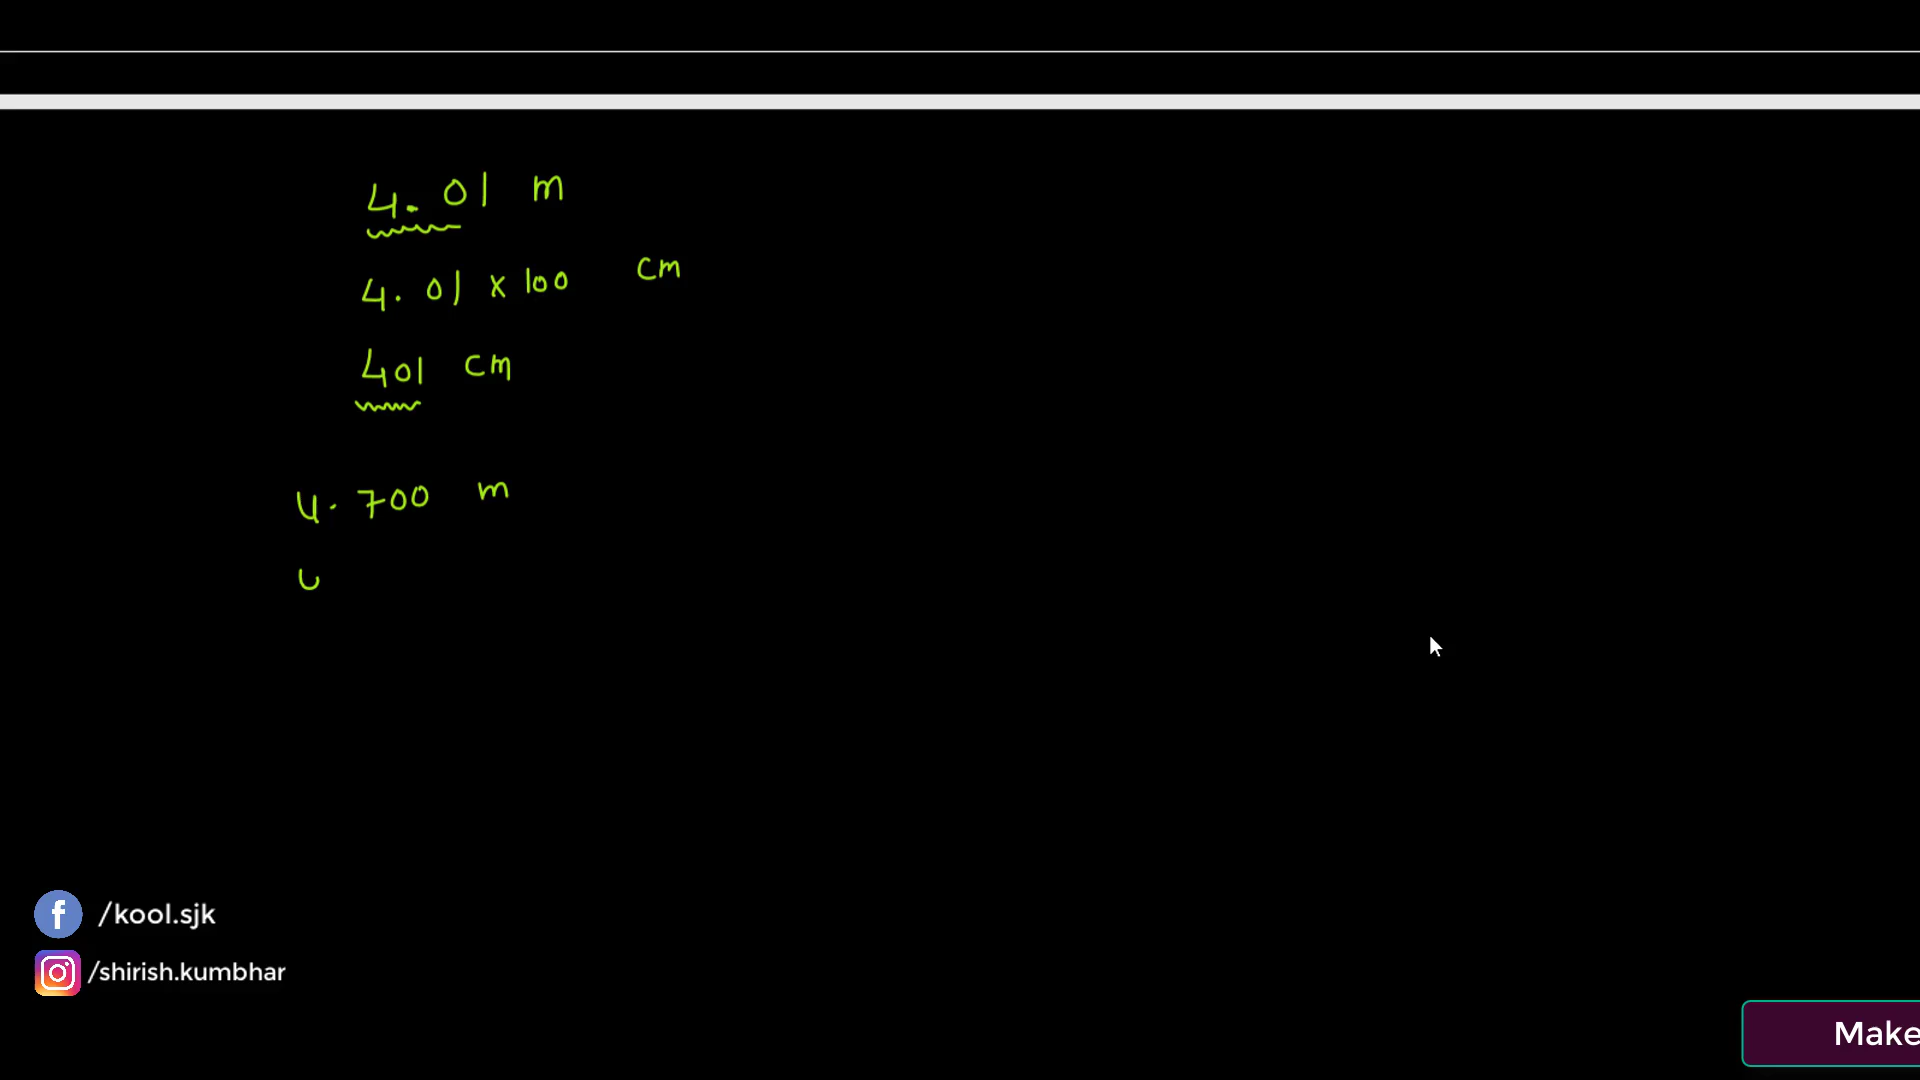 4.01 m
4.01 x 100 cm
401 cm
4.700 m
/kool.sjk
/shirish.kumbhar
Make